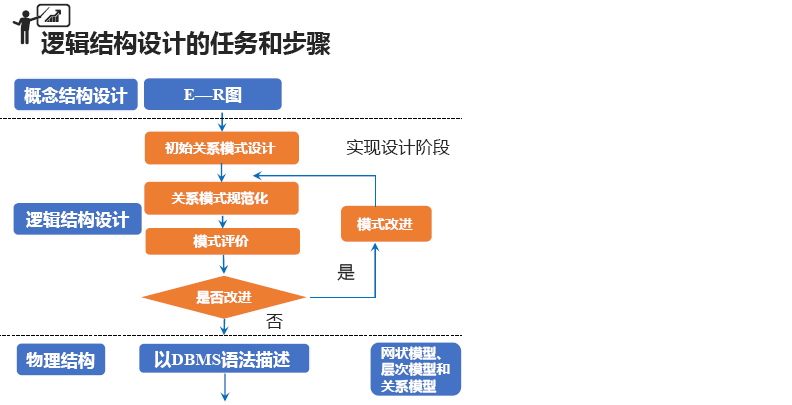 逻辑结构设计的任务和步骤
概念结构设计
E—R图
初始关系模式设计
实现设计阶段
关系模式规范化
逻辑结构设计
模式改进
模式评价
是
是否改进
否
物理结构
以DBMS语法描述
网状模型、
层次模型和
关系模型